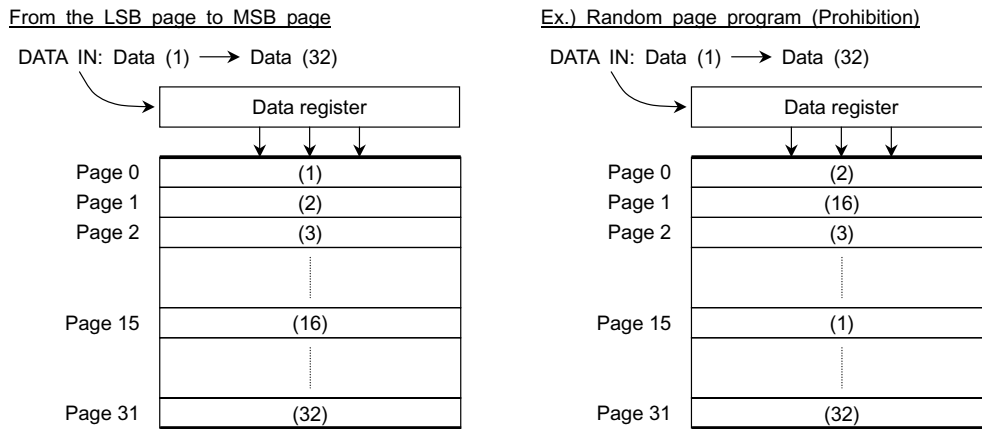 From the LSB page to MSB page
DATA IN: Data (1) → Data (32)
Data register
Page 0 (1)
Page 1 (2)
Page 2 (3)
Page 15 (16)
Page 31 (32)
Ex.) Random page program (Prohibition)
DATA IN: Data (1) → Data (32)
Data register
Page 0 (2)
Page 1 (16)
Page 2 (3)
Page 15 (1)
Page 31 (32)